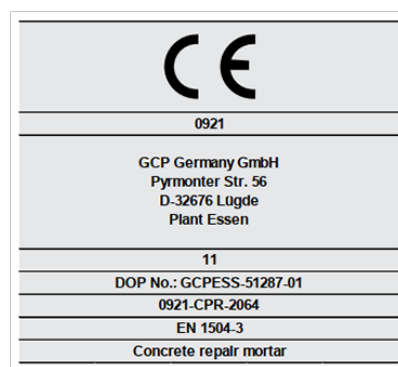 CE
0921
GCP Germany GmbH
Pyrmonter Str. 56
D-32676 Lügde
Plant Essen
11
DOP No.: GCPESS-51287-01
0921-CPR-2064
EN 1504-3
Concrete repair mortar